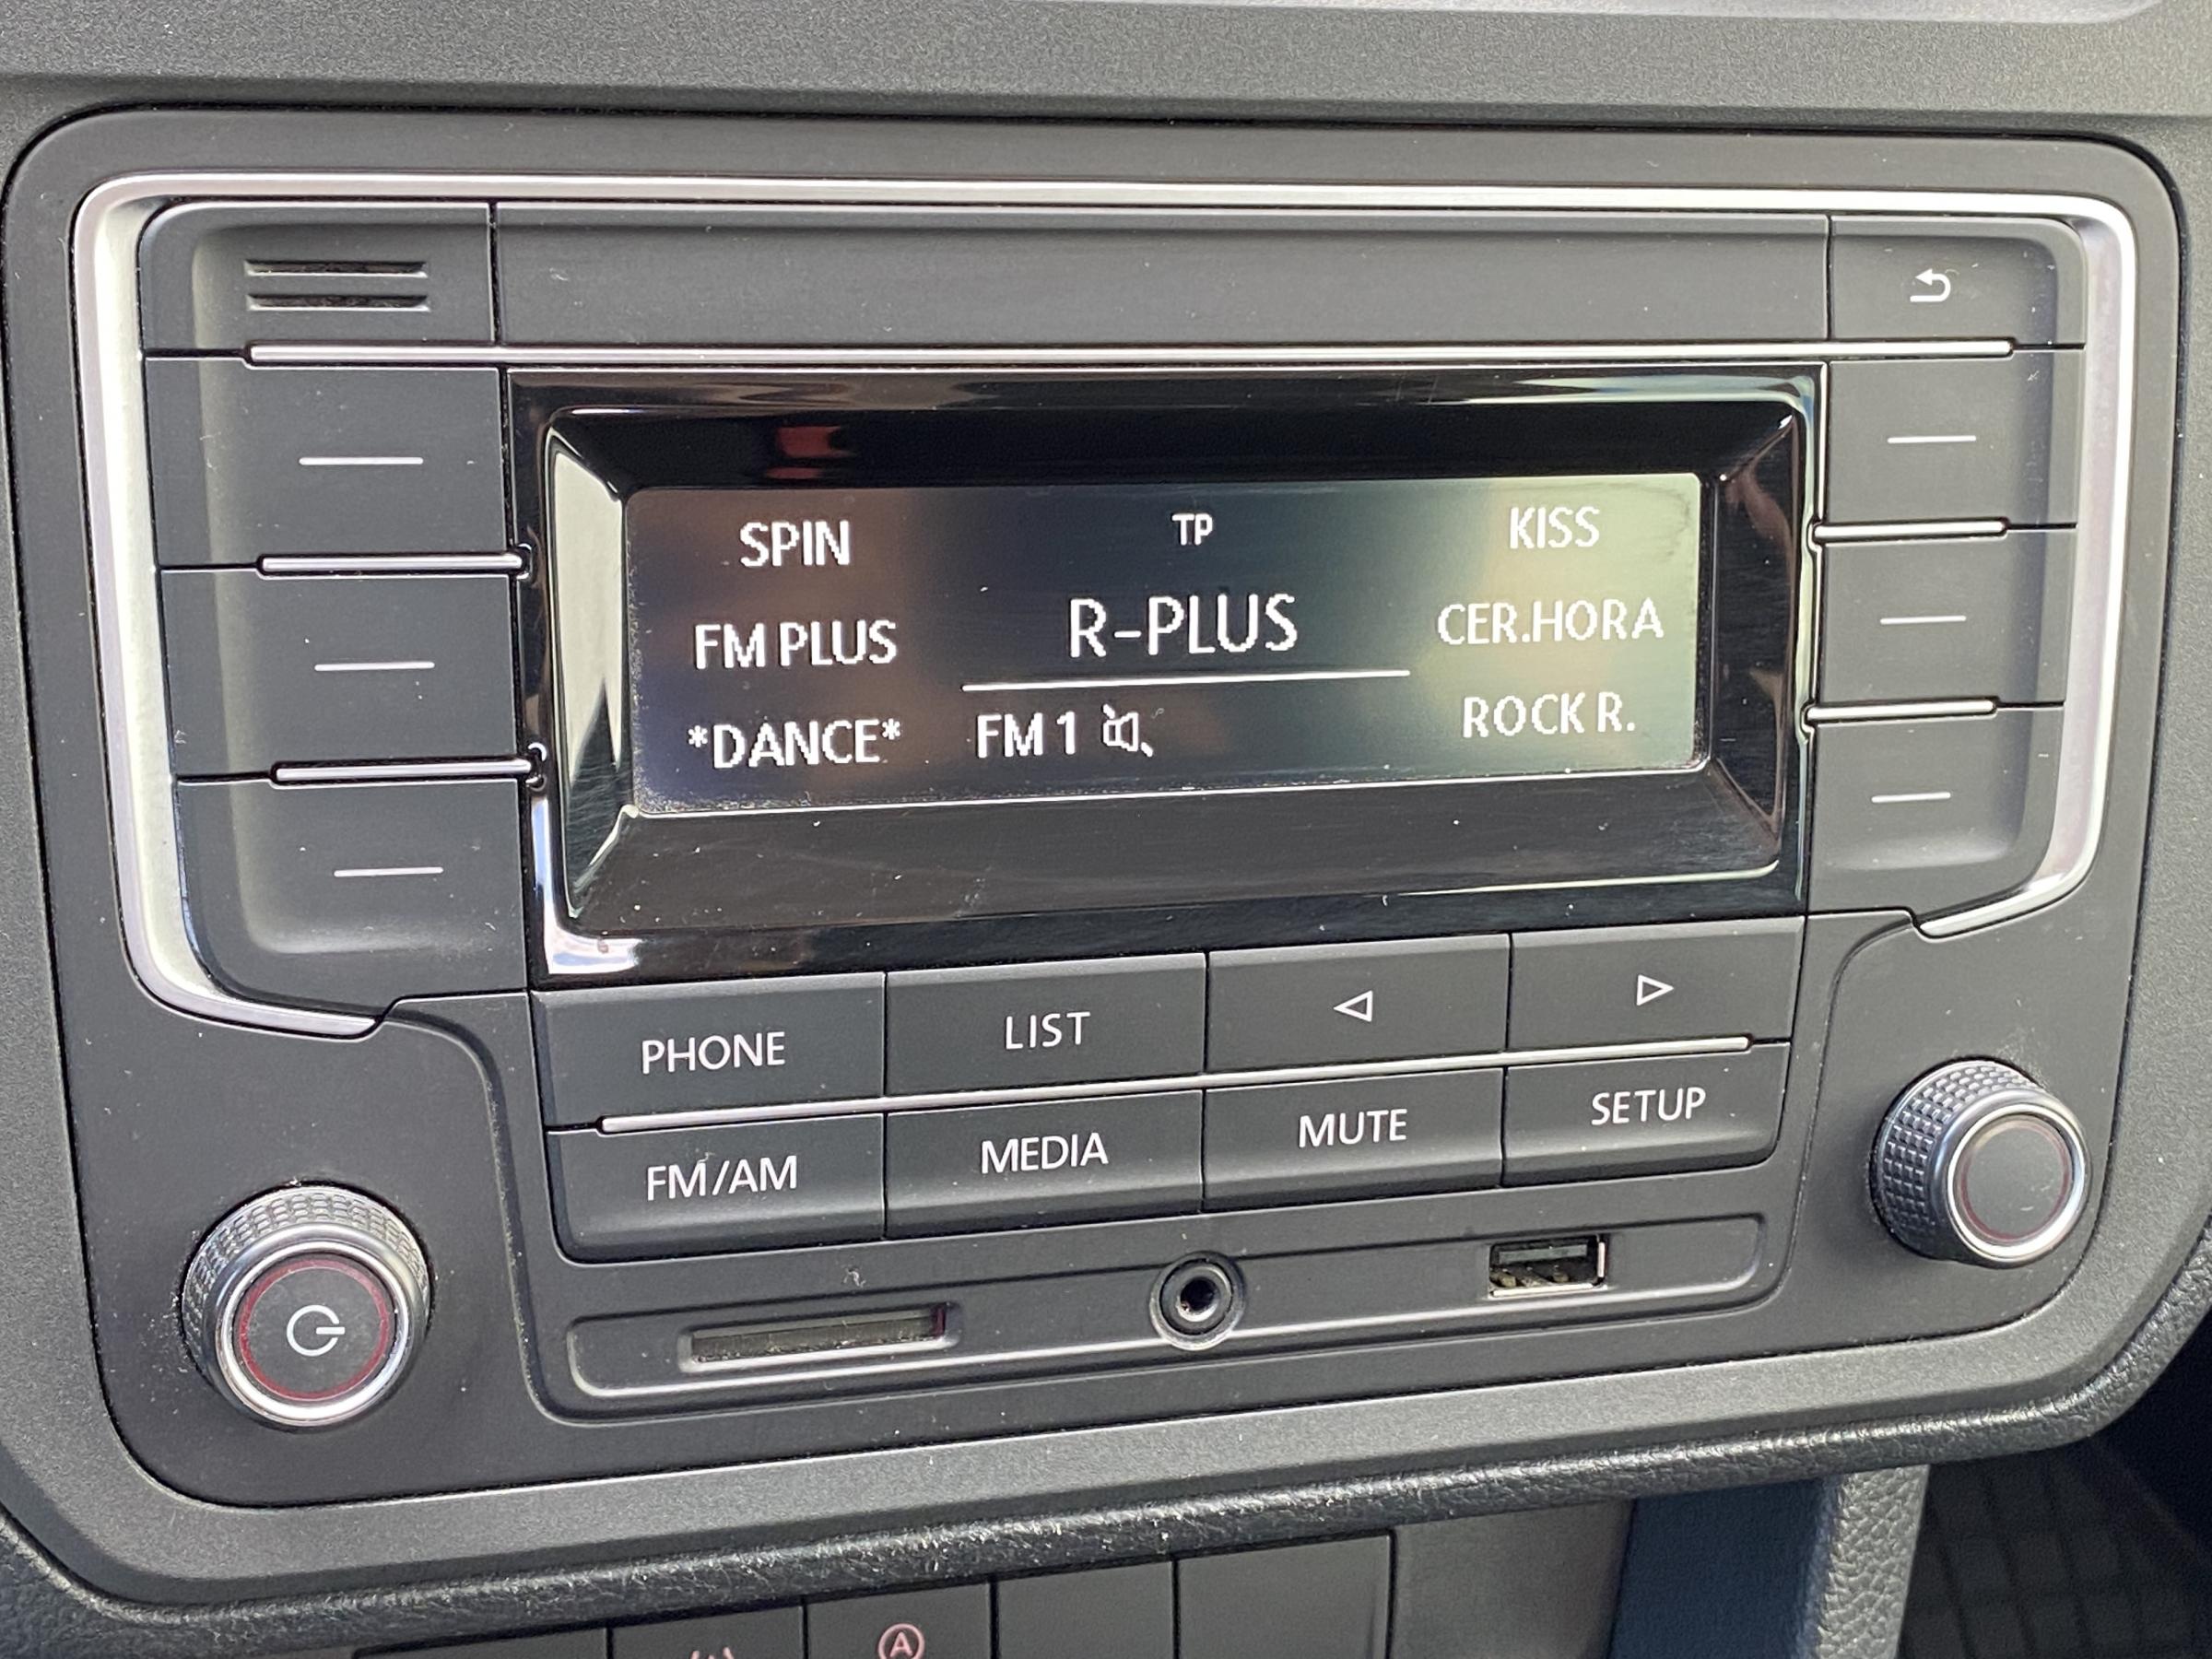 SPIN
TP
KISS
FM PLUS
R-PLUS
CER.HORA
*DANCE*
FM 1
ROCK R.
PHONE
LIST
FM/AM
MEDIA
MUTE
SETUP
A